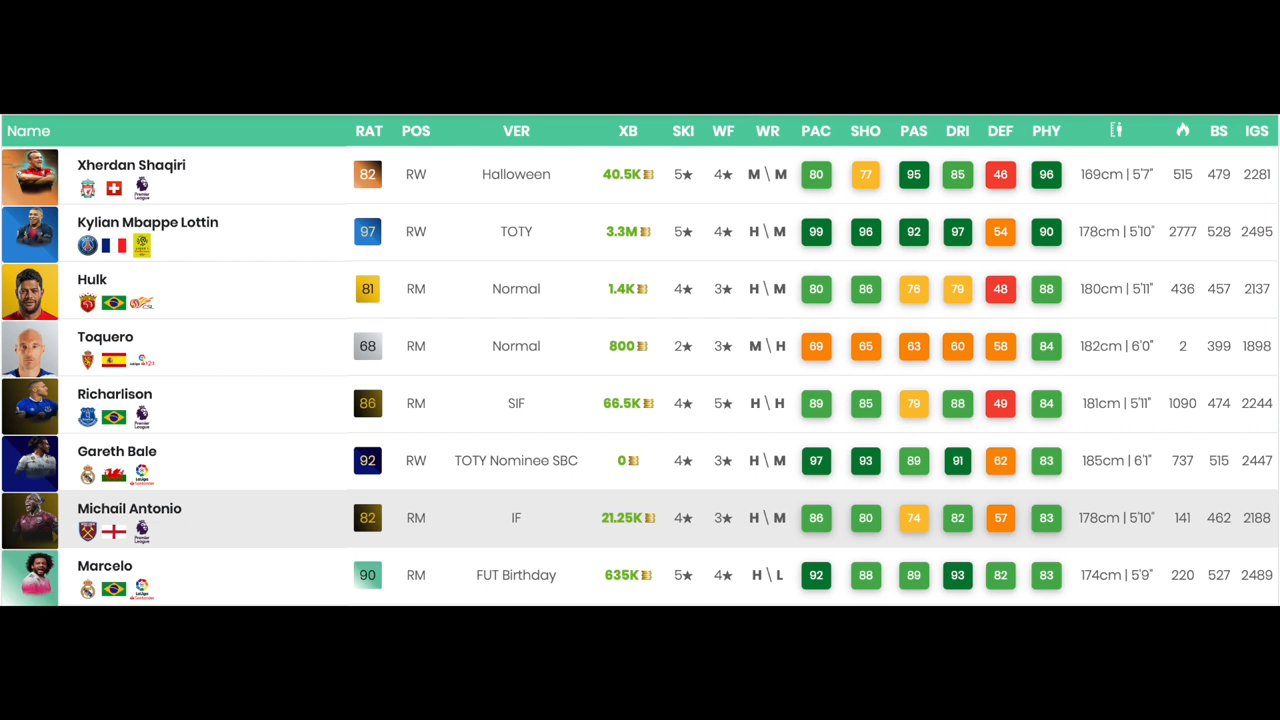 Name RAT POS VER XB SKI WF WR PAC SHO PAS DRI DEF PHY BS IGS
Xherdan Shaqiri
82 RW Halloween 40.5K 5★ 4★ M \ M 80 77 95 85 46 96 169cm | 5'7" 515 479 2281
Premier League
Kylian Mbappe Lottin
97 RW TOTY 3.3M 5★ 4★ H \ M 99 96 92 97 54 90 178cm | 5'10" 2777 528 2495
Hulk
81 RM Normal 1.4K 4★ 3★ H \ M 80 86 76 79 48 88 180cm | 5'11" 436 457 2137
CSL
Toquero
68 RM Normal 800 2★ 3★ M \ H 69 65 63 60 58 84 182cm | 6'0" 2 399 1898
Richarlison
86 RM SIF 66.5K 4★ 5★ H \ H 89 85 79 88 49 84 181cm | 5'11" 1090 474 2244
Premier League
Gareth Bale
92 RW TOTY Nominee SBC 0 4★ 3★ H \ M 97 93 89 91 62 83 185cm | 6'1" 737 515 2447
LaLiga
Michail Antonio
82 RM IF 21.25K 4★ 3★ H \ M 86 80 74 82 57 83 178cm | 5'10" 141 462 2188
Premier League
Marcelo
90 RM FUT Birthday 635K 5★ 4★ H \ L 92 88 89 93 82 83 174cm | 5'9" 220 527 2489
LaLiga